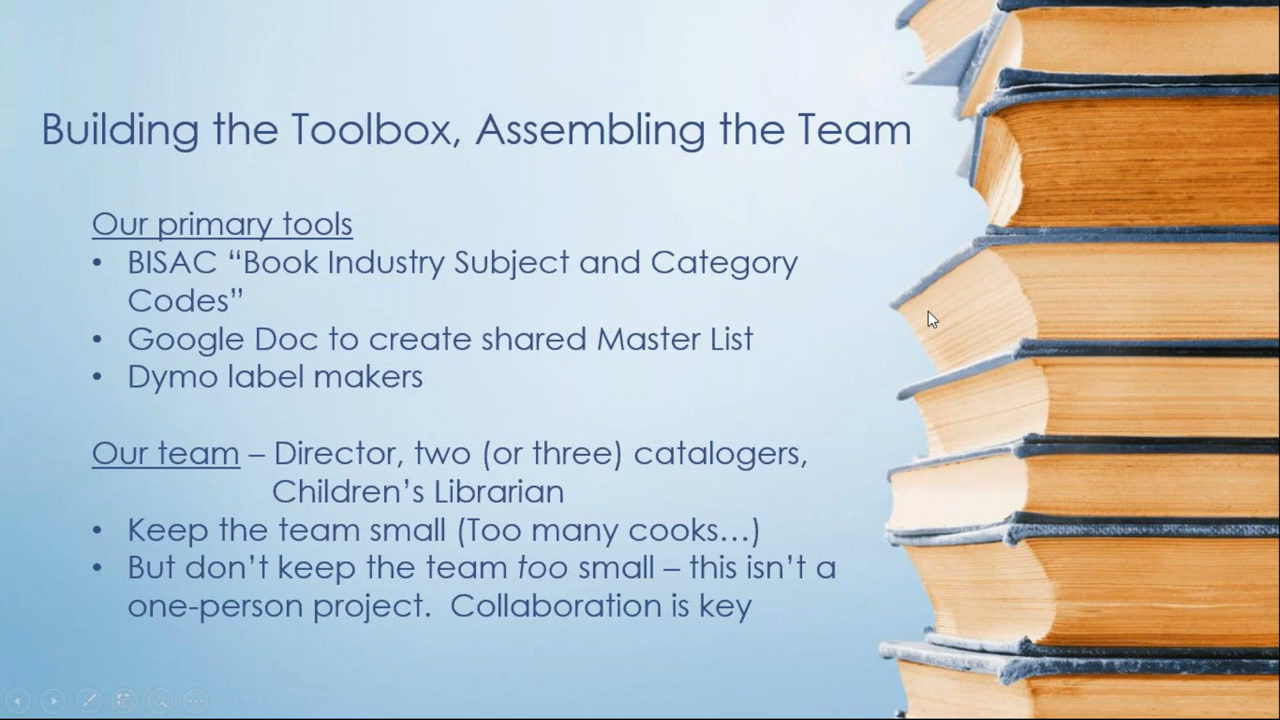 Building the Toolbox, Assembling the Team
Our primary tools
• BISAC “Book Industry Subject and Category
Codes”
• Google Doc to create shared Master List
• Dymo label makers
Our team – Director, two (or three) catalogers,
Children’s Librarian
• Keep the team small (Too many cooks…)
• But don’t keep the team too small – this isn’t a
one-person project.  Collaboration is key